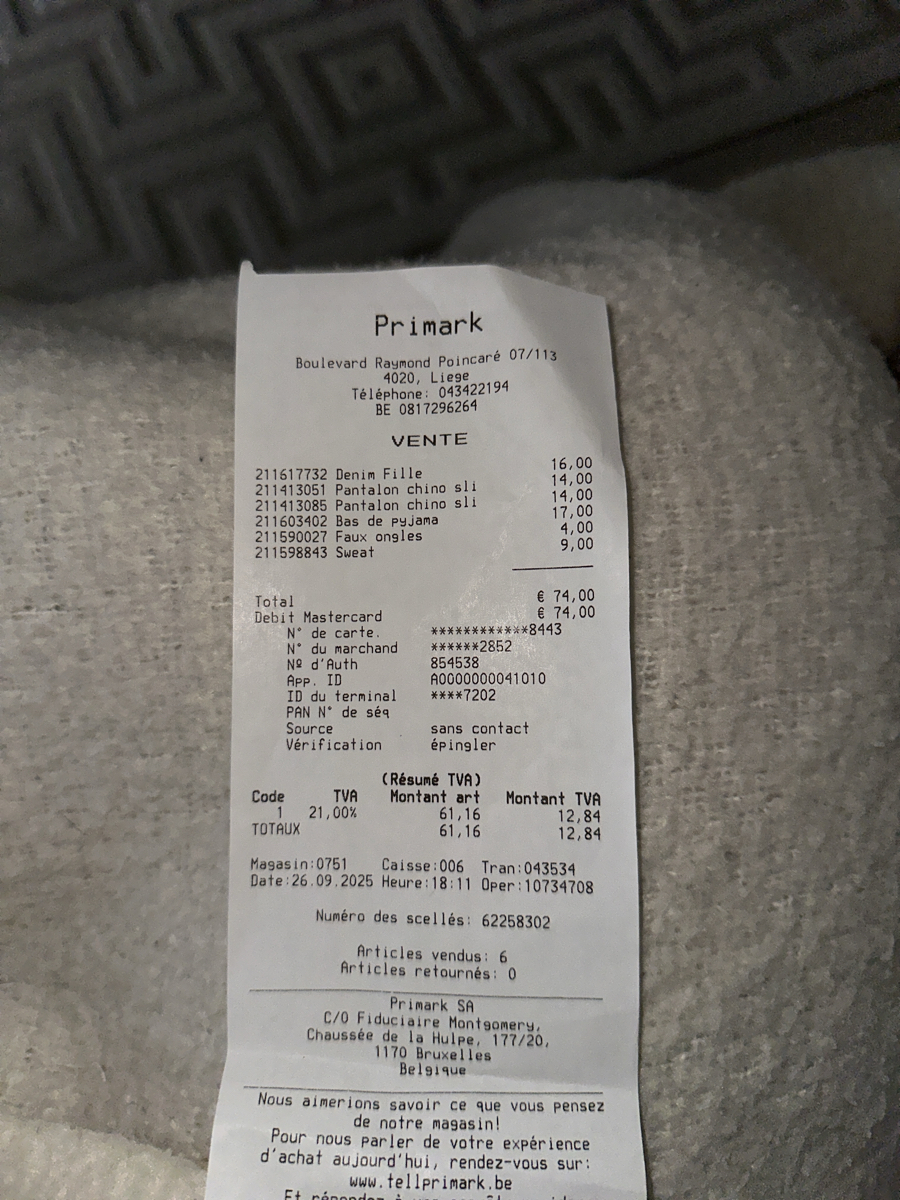 Primark
Boulevard Raymond Poincaré 07/113
4020, Liege
Téléphone: 043422194
BE 0817296264
VENTE
211617732 Denim Fille 16,00
211413051 Pantalon chino sli 14,00
211413085 Pantalon chino sli 14,00
211603402 Bas de pyjama 17,00
211590027 Faux ongles 4,00
211598843 Sweat 9,00
Total € 74,00
Debit Mastercard € 74,00
N° de carte. ************8443
N° du marchand ******2852
Nº d'Auth 854538
App. ID A0000000041010
ID du terminal ****7202
PAN N° de séq
Source sans contact
Vérification épingler
(Résumé TVA)
Code TVA Montant art Montant TVA
1 21,00% 61,16 12,84
TOTAUX 61,16 12,84
Magasin:0751 Caisse:006 Tran:043534
Date:26.09.2025 Heure:18:11 Oper:10734708
Numéro des scellés: 62258302
Articles vendus: 6
Articles retournés: 0
Primark SA
C/O Fiduciaire Montgomery,
Chaussée de la Hulpe, 177/20,
1170 Bruxelles
Belgique
Nous aimerions savoir ce que vous pensez
de notre magasin!
Pour nous parler de votre expérience
d'achat aujourd'hui, rendez-vous sur:
www.tellprimark.be
Et répondez à